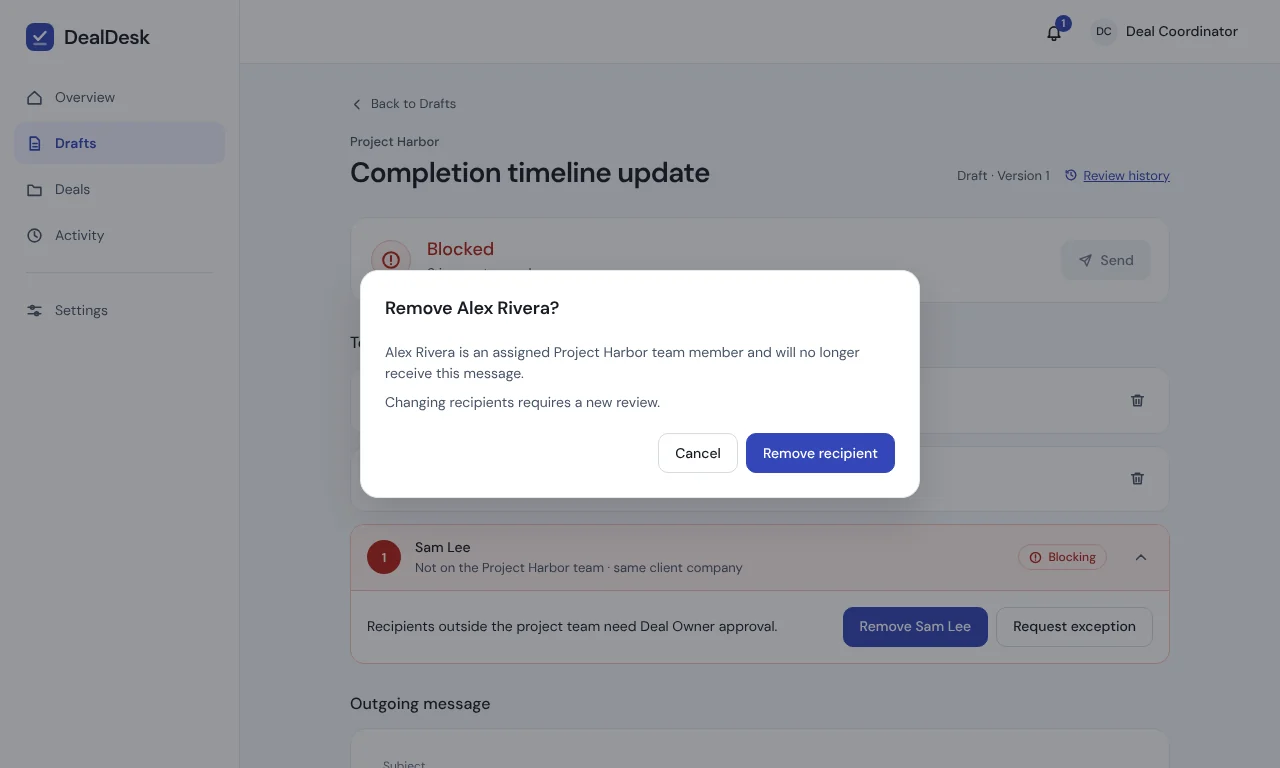 DealDesk
1
DC
Deal Coordinator
Overview
Drafts
Deals
Activity
Settings
Back to Drafts
Project Harbor
Completion timeline update
Draft · Version 1
Review history
Blocked
Send
Remove Alex Rivera?
Alex Rivera is an assigned Project Harbor team member and will no longer
receive this message.
Changing recipients requires a new review.
Cancel
Remove recipient
1
Sam Lee
Not on the Project Harbor team · same client company
Blocking
Recipients outside the project team need Deal Owner approval.
Remove Sam Lee
Request exception
Outgoing message
Subject